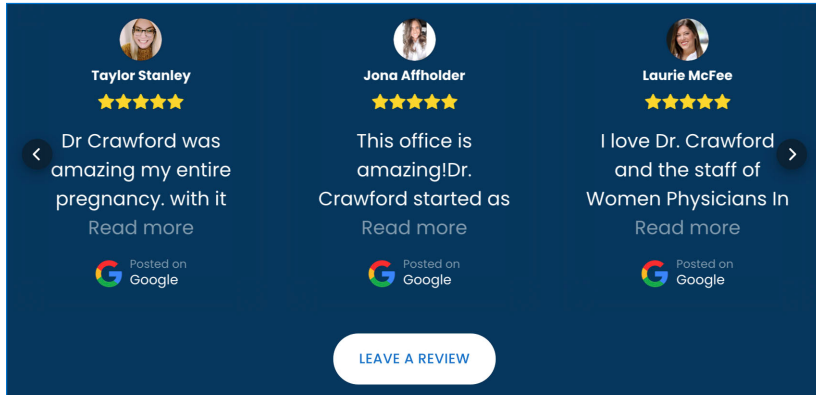 Taylor Stanley
Dr Crawford was
amazing my entire
pregnancy. with it
Read more
Posted on
Google
Jona Affholder
This office is
amazing!Dr.
Crawford started as
Read more
Posted on
Google
Laurie McFee
I love Dr. Crawford
and the staff of
Women Physicians In
Read more
Posted on
Google
LEAVE A REVIEW